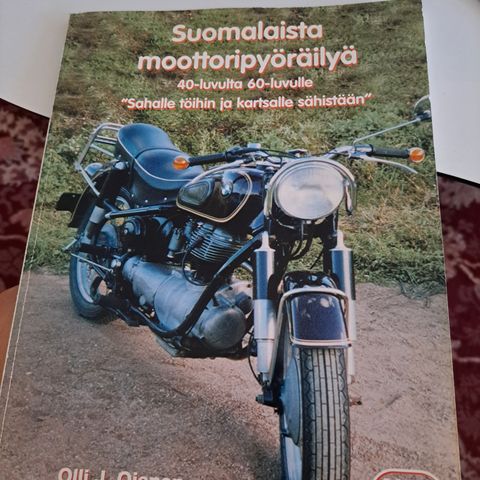 Suomalaista
moottoripyöräilyä
40-luvulta 60-luvulle
"Sahalle töihin ja kartsalle sähistään"
Olli J. Ojanen